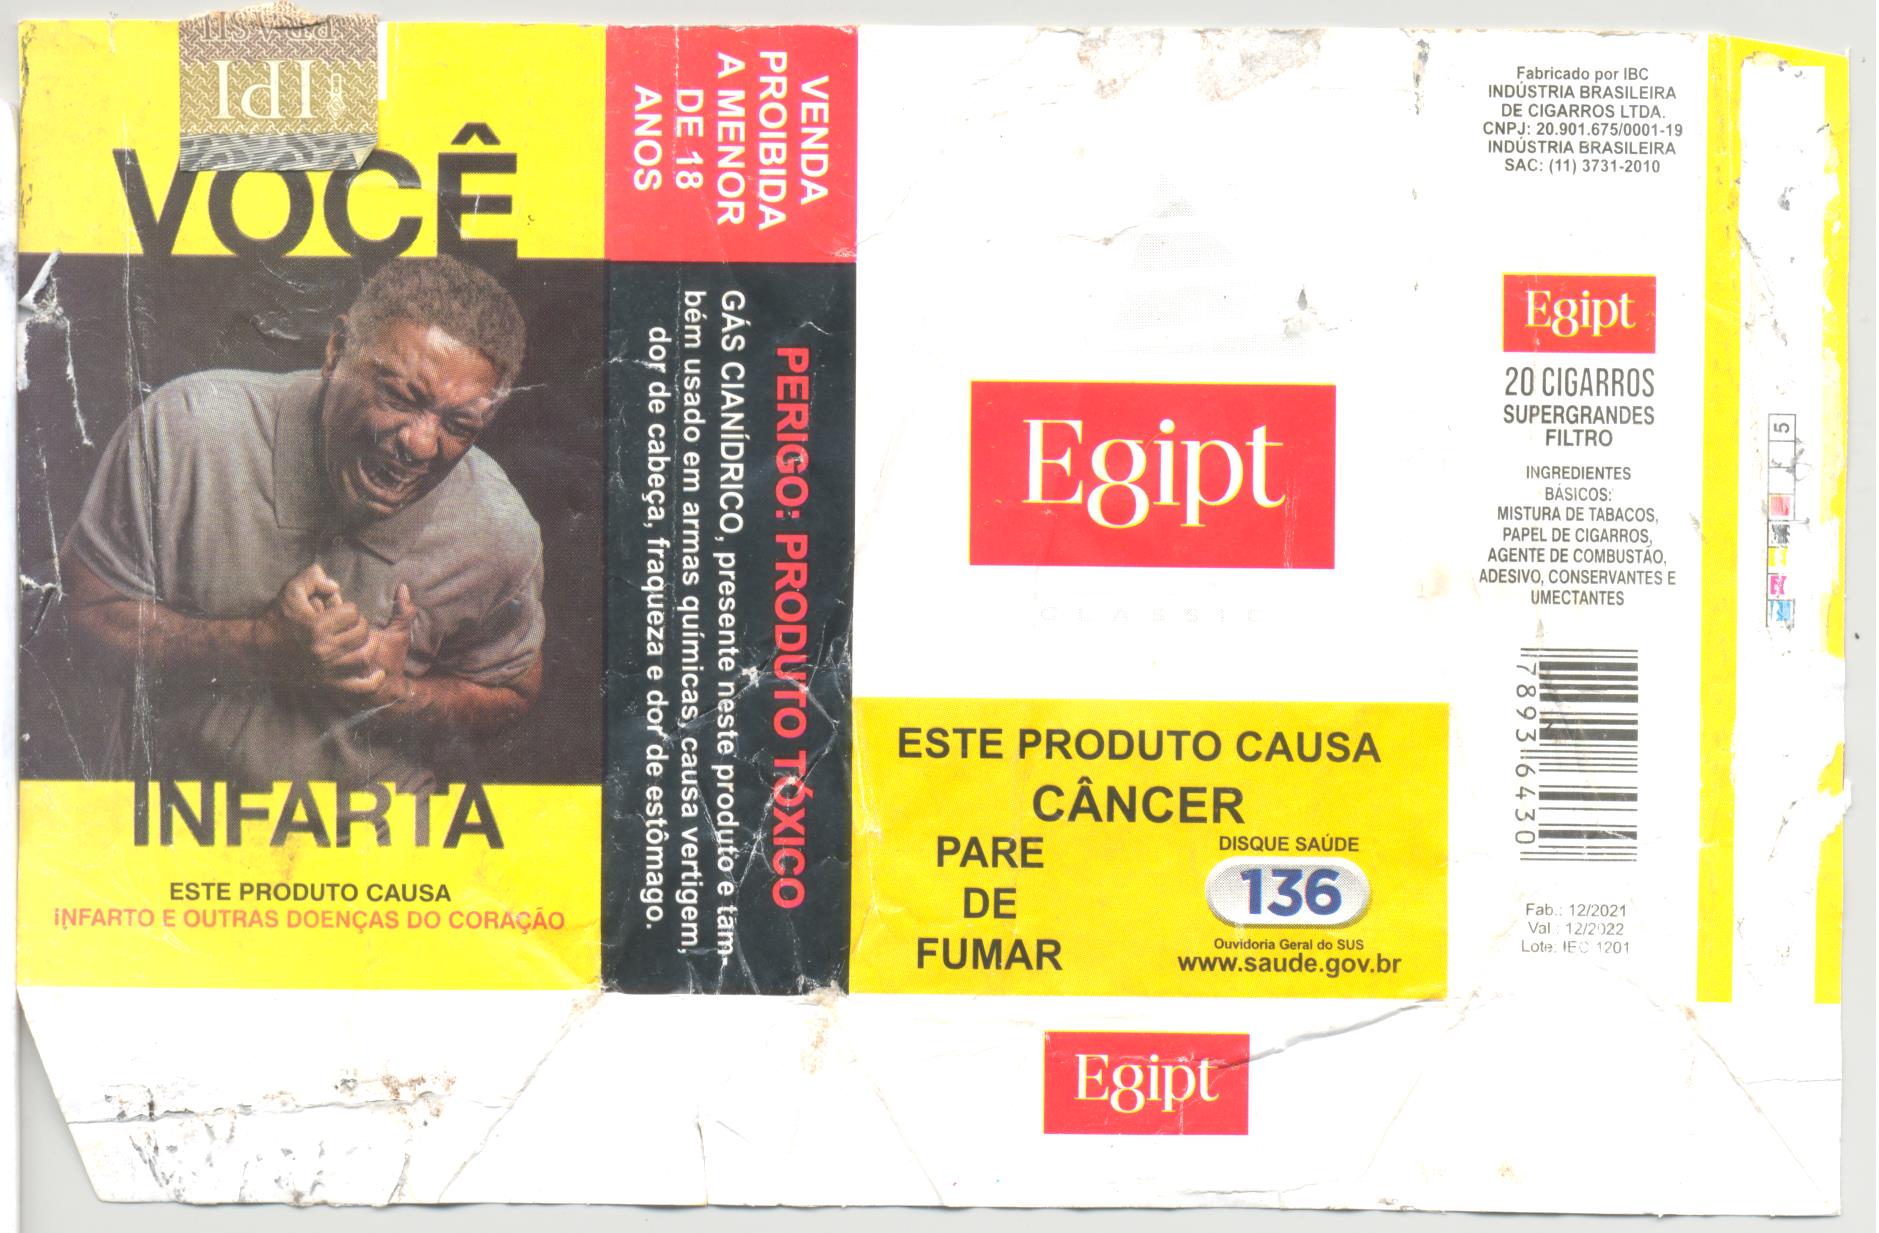 BRASIL
IPI
VOCÊ
INFARTA
ESTE PRODUTO CAUSA
INFARTO E OUTRAS DOENÇAS DO CORAÇÃO
VENDA
PROIBIDA
A MENOR
DE 18
ANOS
PERIGO: PRODUTO TÓXICO
GÁS CIANÍDRICO, presente neste produto e tam-
bém usado em armas químicas, causa vertigem,
dor de cabeça, fraqueza e dor de estômago.
Egipt
CLASSIC
ESTE PRODUTO CAUSA
CÂNCER
PARE
DE
FUMAR
DISQUE SAÚDE
136
Ouvidoria Geral do SUS
www.saude.gov.br
Egipt
Fabricado por IBC
INDÚSTRIA BRASILEIRA
DE CIGARROS LTDA.
CNPJ: 20.901.675/0001-19
INDÚSTRIA BRASILEIRA
SAC: (11) 3731-2010
Egipt
20 CIGARROS
SUPERGRANDES
FILTRO
INGREDIENTES
BÁSICOS:
MISTURA DE TABACOS,
PAPEL DE CIGARROS,
AGENTE DE COMBUSTÃO,
ADESIVO, CONSERVANTES E
UMECTANTES
78936430
Fab.: 12/2021
Val.: 12/2022
Lote: IEC 1201
5